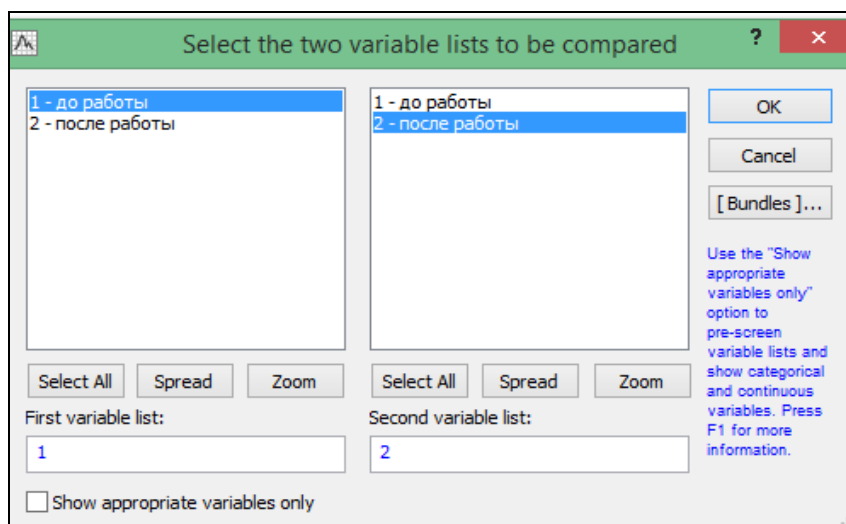 Select the two variable lists to be compared
?
1 - до работы
2 - после работы
1 - до работы
2 - после работы
OK
Cancel
[ Bundles ]...
Use the "Show
appropriate
variables only"
option to
pre-screen
variable lists and
show categorical
and continuous
variables. Press
F1 for more
information.
Select All
Spread
Zoom
Select All
Spread
Zoom
First variable list:
Second variable list:
1
2
Show appropriate variables only